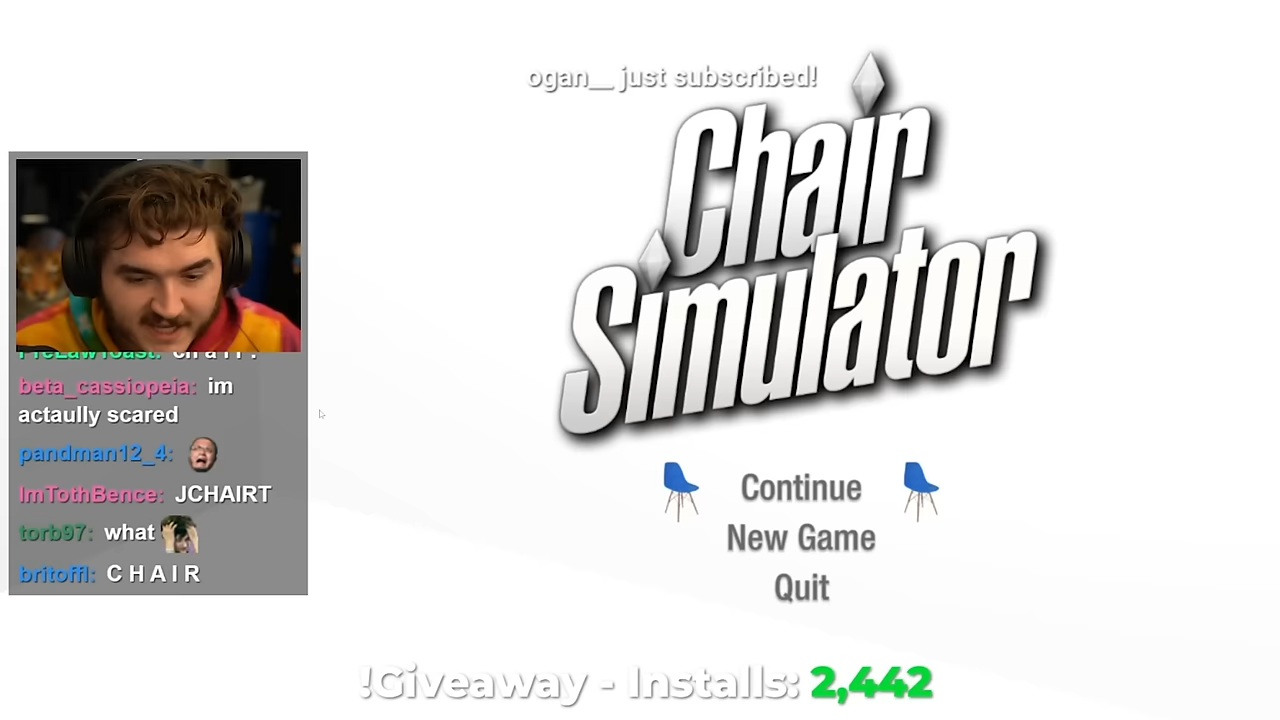 ogan__ just subscribed!
Chair
Simulator
beta_cassiopeia: im
actaully scared
pandman12_4:
ImTothBence: JCHAIRT
torb97: what
britoffl: C H A I R
Continue
New Game
Quit
!Giveaway - Installs: 2,442